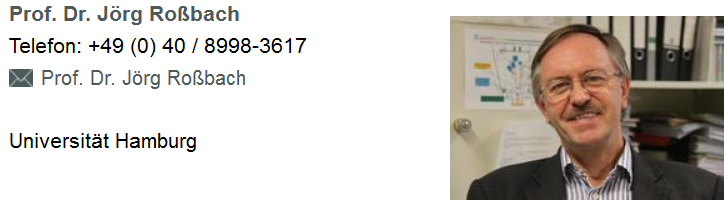 Prof. Dr. Jörg Roßbach
Telefon: +49 (0) 40 / 8998-3617
Prof. Dr. Jörg Roßbach
Universität Hamburg